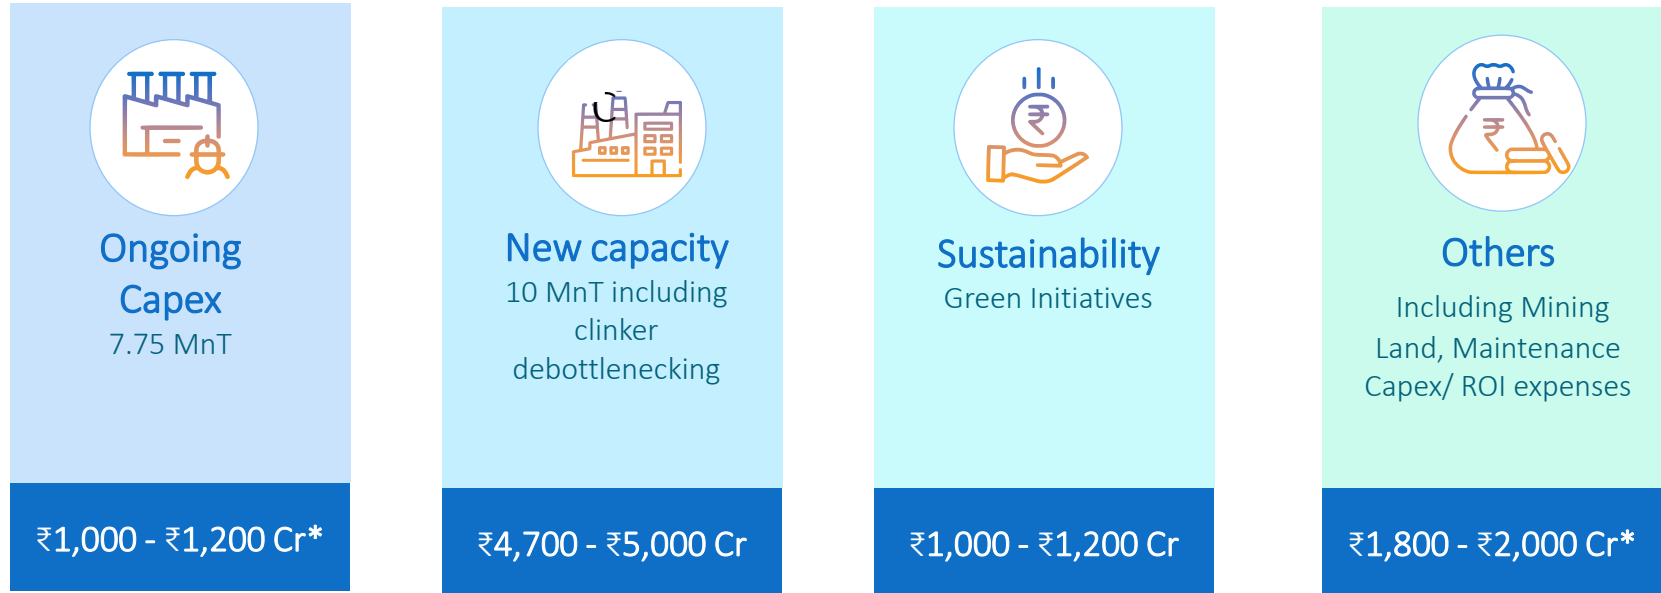 Ongoing
Capex
7.75 MnT
₹1,000 - ₹1,200 Cr*
New capacity
10 MnT including
clinker
debottlenecking
₹4,700 - ₹5,000 Cr
₹
Sustainability
Green Initiatives
₹1,000 - ₹1,200 Cr
₹
Others
Including Mining
Land, Maintenance
Capex/ ROI expenses
₹1,800 - ₹2,000 Cr*